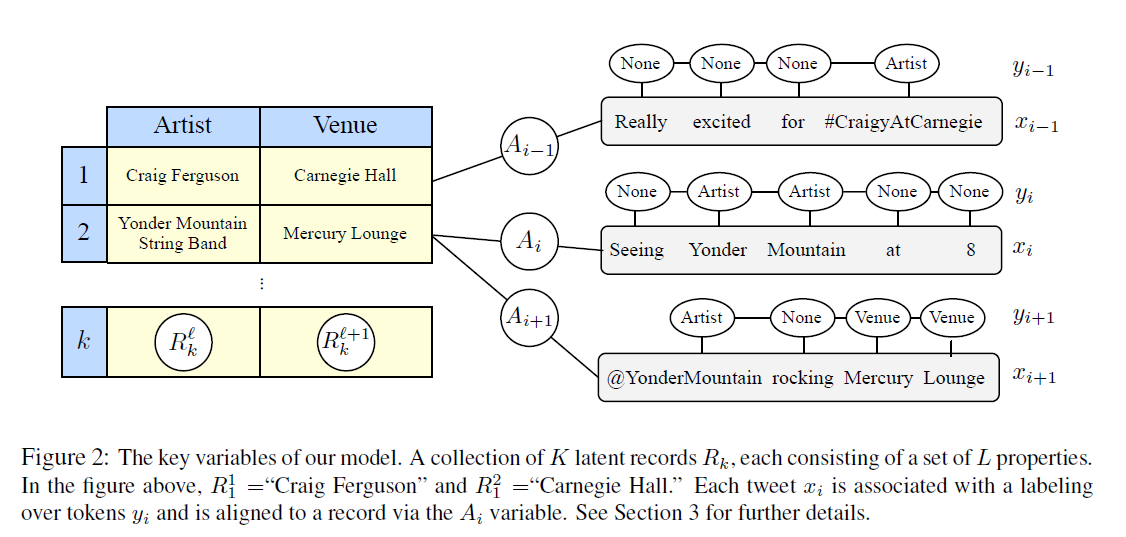 Artist Venue
1 Craig Ferguson Carnegie Hall
2 Yonder Mountain String Band Mercury Lounge
⋮
k R_k^ℓ R_k^{ℓ+1}
A_{i−1}
A_i
A_{i+1}
None None None Artist y_{i−1}
Really excited for #CraigyAtCarnegie x_{i−1}
None Artist Artist None None y_i
Seeing Yonder Mountain at 8 x_i
Artist None Venue Venue y_{i+1}
@YonderMountain rocking Mercury Lounge x_{i+1}
Figure 2: The key variables of our model. A collection of K latent records R_k, each consisting of a set of L properties.
In the figure above, R_1^1 =“Craig Ferguson” and R_1^2 =“Carnegie Hall.” Each tweet x_i is associated with a labeling
over tokens y_i and is aligned to a record via the A_i variable. See Section 3 for further details.